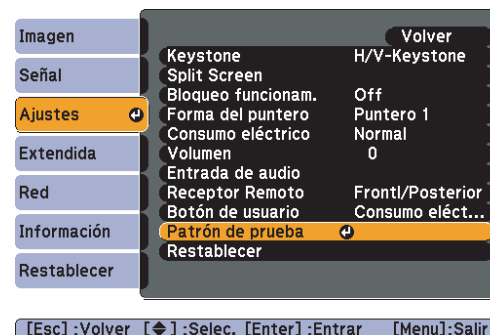 Imagen
Señal
Ajustes
Extendida
Red
Información
Restablecer
Volver
Keystone H/V-Keystone
Split Screen
Bloqueo funcionam. Off
Forma del puntero Puntero 1
Consumo eléctrico Normal
Volumen 0
Entrada de audio
Receptor Remoto Frontl/Posterior
Botón de usuario Consumo eléct...
Patrón de prueba
Restablecer
[Esc] :Volver [◆] :Selec. [Enter] :Entrar [Menu]:Salir